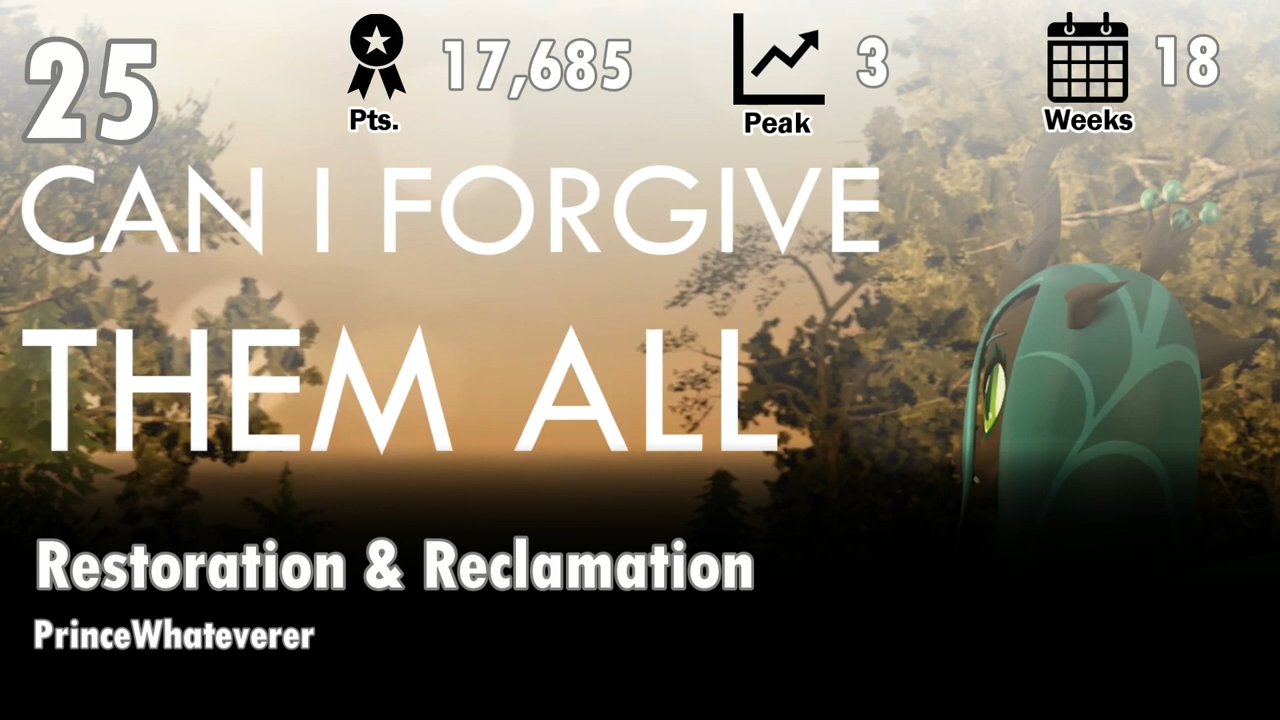 25
17,685
3
18
Pts.
Peak
Weeks
CAN I FORGIVE
THEM ALL
Restoration & Reclamation
PrinceWhateverer